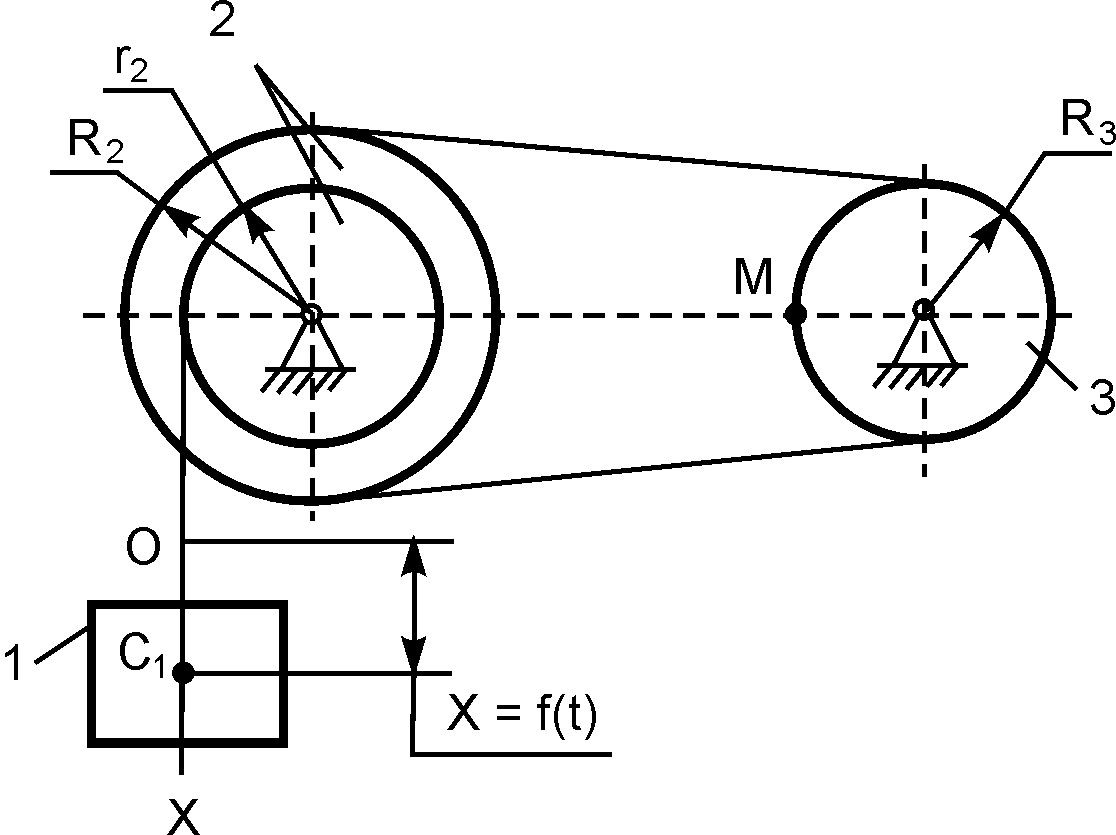 2
r₂
R₂
R₃
M
3
O
1
C₁
X = f(t)
X